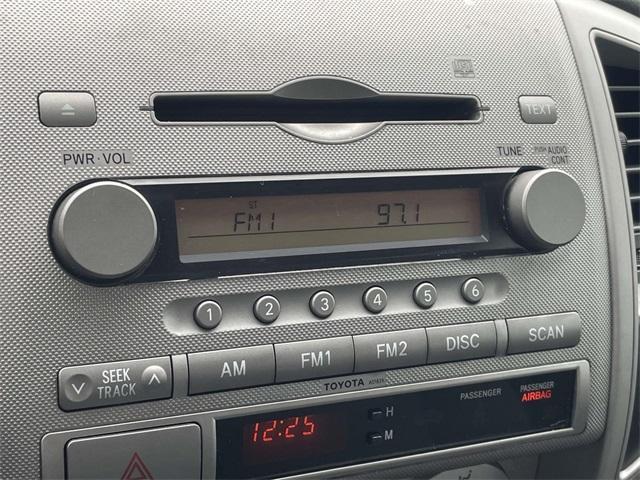 TEXT
PWR·VOL
TUNE
PUSH AUDIO
CONT
ST
FM1 97.1
1 2 3 4 5 6
SEEK
TRACK
AM FM1 FM2 DISC SCAN
TOYOTA
12:25
H
M
PASSENGER
PASSENGER
AIRBAG